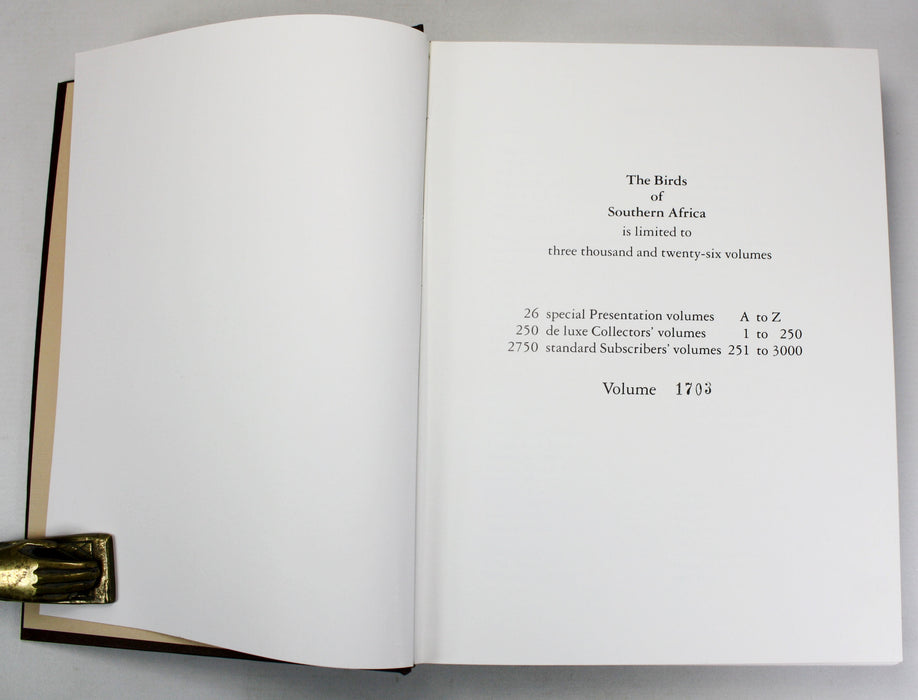 The Birds
of
Southern Africa
is limited to
three thousand and twenty-six volumes
26 special Presentation volumes A to Z
250 de luxe Collectors' volumes 1 to 250
2750 standard Subscribers' volumes 251 to 3000
Volume 1703